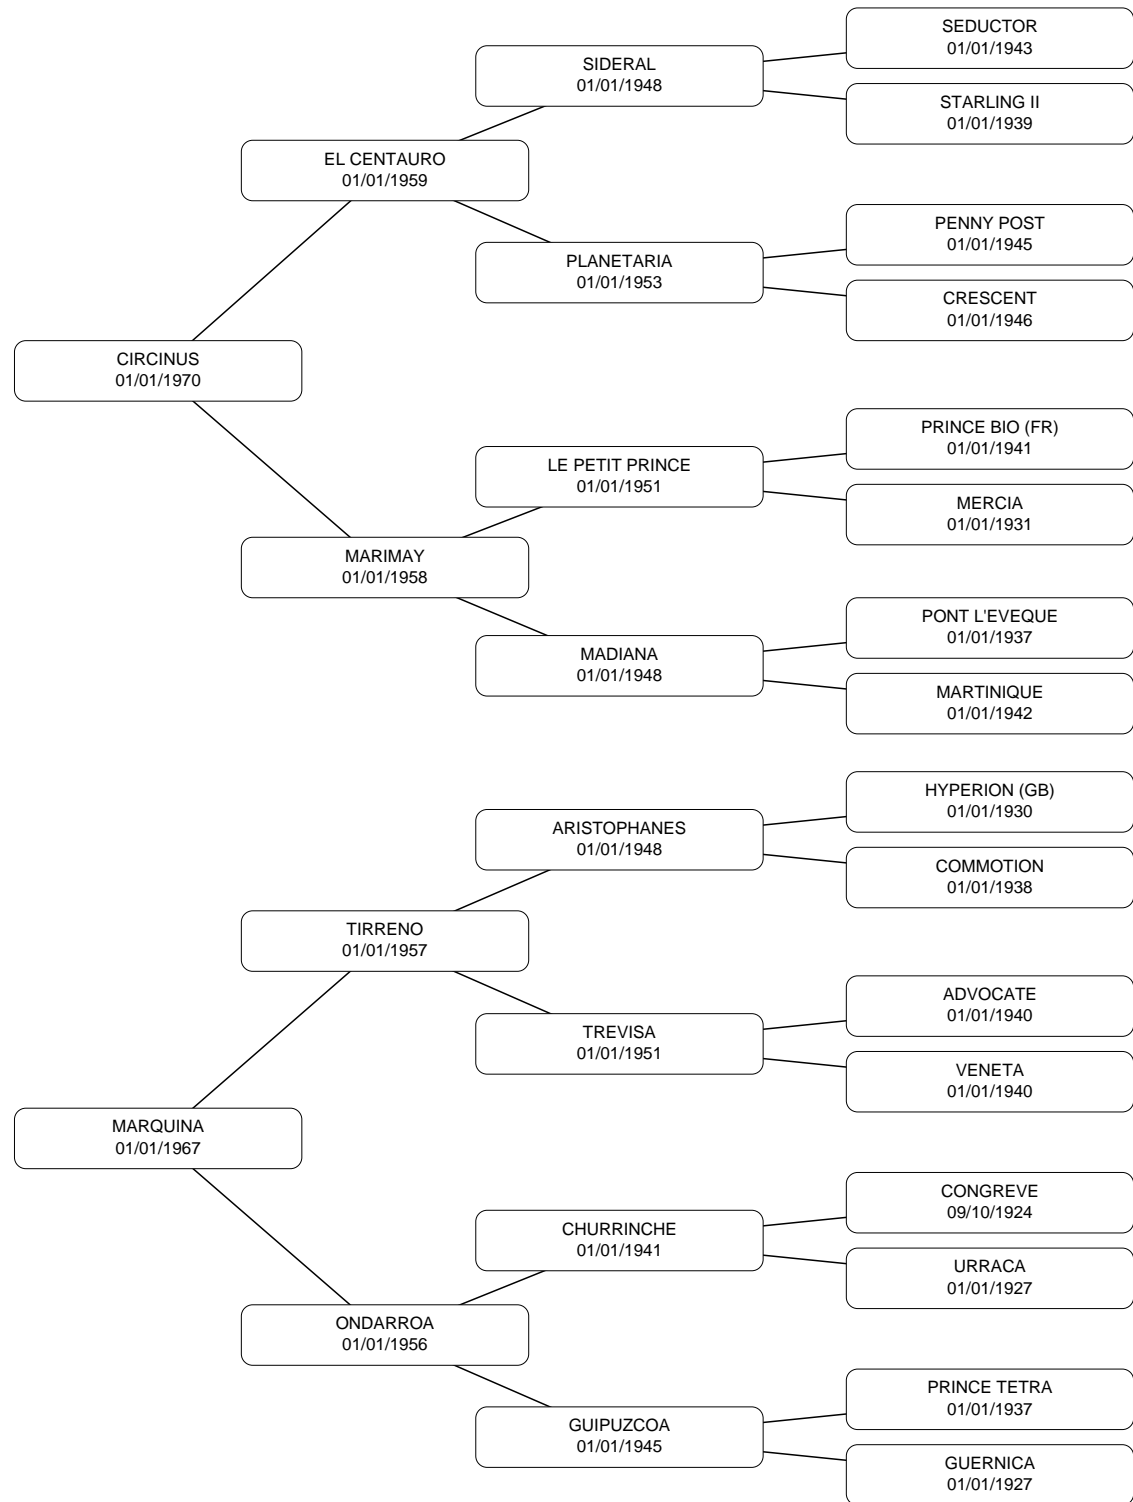 SEDUCTOR
01/01/1943
SIDERAL
01/01/1948
STARLING II
01/01/1939
EL CENTAURO
01/01/1959
PENNY POST
01/01/1945
PLANETARIA
01/01/1953
CRESCENT
01/01/1946
CIRCINUS
01/01/1970
PRINCE BIO (FR)
01/01/1941
LE PETIT PRINCE
01/01/1951
MERCIA
01/01/1931
MARIMAY
01/01/1958
PONT L'EVEQUE
01/01/1937
MADIANA
01/01/1948
MARTINIQUE
01/01/1942
HYPERION (GB)
01/01/1930
ARISTOPHANES
01/01/1948
COMMOTION
01/01/1938
TIRRENO
01/01/1957
ADVOCATE
01/01/1940
TREVISA
01/01/1951
VENETA
01/01/1940
MARQUINA
01/01/1967
CONGREVE
09/10/1924
CHURRINCHE
01/01/1941
URRACA
01/01/1927
ONDARROA
01/01/1956
PRINCE TETRA
01/01/1937
GUIPUZCOA
01/01/1945
GUERNICA
01/01/1927